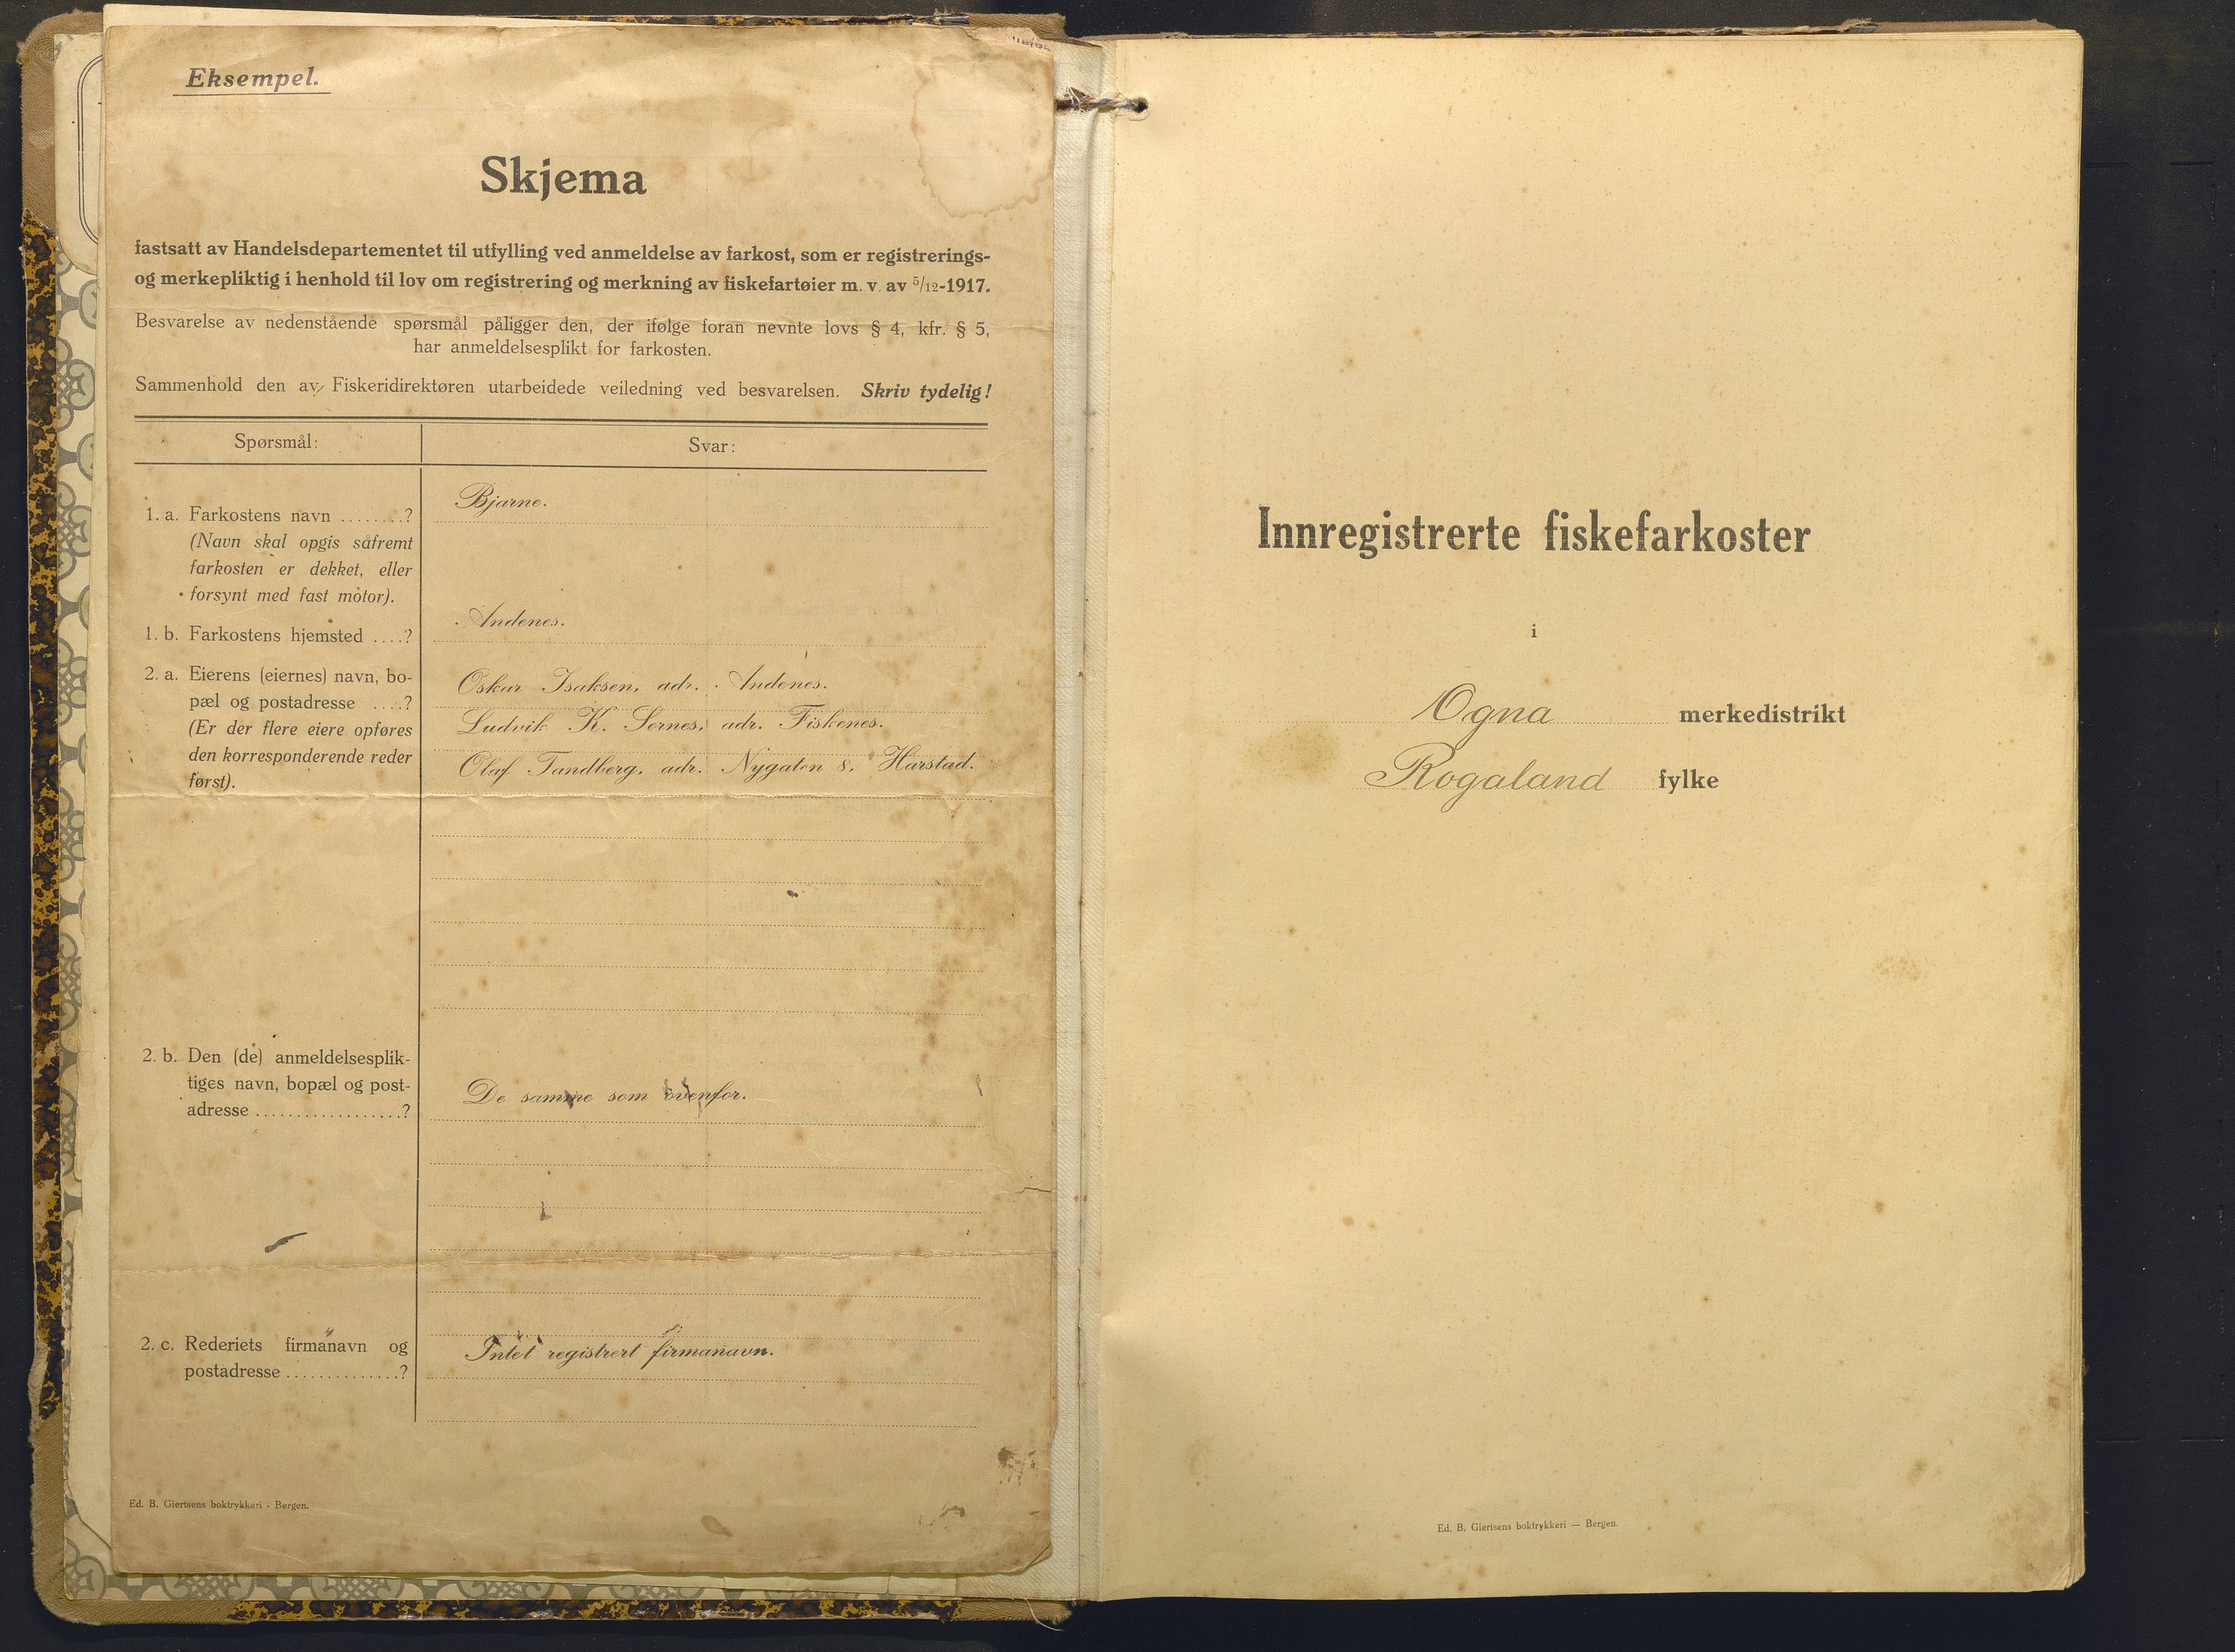 Eksempel.
Skjema
fastsatt av Handelsdepartementet til utfylling ved anmeldelse av farkost, som er registrerings-
og merkepliktig i henhold til lov om registrering og merkning av fiskefartøier m. v. av 5/12-1917.
Besvarelse av nedenstående spørsmål påligger den, der ifølge foran nevnte lovs § 4, kfr. § 5,
har anmeldelsesplikt for farkosten.
Sammenhold den av Fiskeridirektøren utarbeidede veiledning ved besvarelsen. Skriv tydelig!
Spørsmål:
Svar:
1. a. Farkostens navn ........?
(Navn skal opgis såfremt
farkosten er dekket, eller
forsynt med fast motor).
Bjarne.
1. b. Farkostens hjemsted ....?
Andenes.
2. a. Eierens (eiernes) navn, bo-
pæl og postadresse ....?
(Er der flere eiere opføres
den korresponderende reder
først).
Oskar Isaksen, adr. Andenes.
Ludvik K. Sernes, adr. Fiskenes.
Olaf Tandberg, adr. Nygaten 8, Harstad.
2. b. Den (de) anmeldelsesplik-
tiges navn, bopæl og post-
adresse ..................?
De samme som ovenfor.
2. c. Rederiets firmanavn og
postadresse ..............?
Intet registrert firmanavn.
Ed. B. Giertsens boktrykkeri - Bergen.
Innregistrerte fiskefarkoster
i
Ogna merkedistrikt
Rogaland fylke
Ed. B. Giertsens boktrykkeri — Bergen.